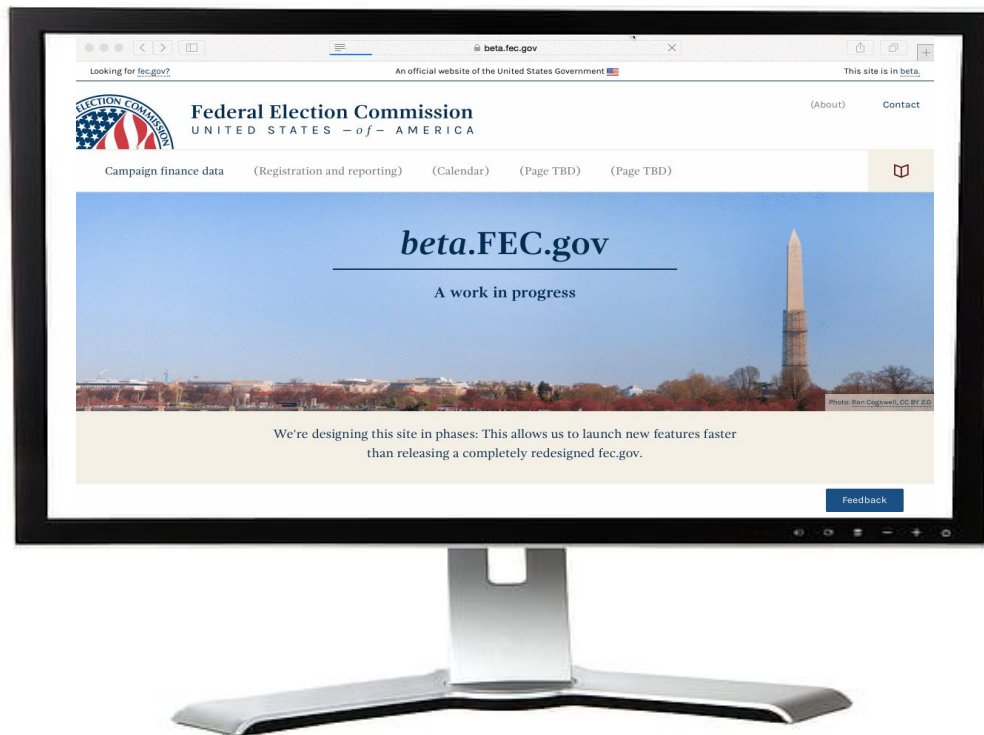 beta.fec.gov
Looking for fec.gov?
An official website of the United States Government
This site is in beta.
ELECTION COMMISSION
Federal Election Commission
UNITED STATES – of – AMERICA
(About)
Contact
Campaign finance data
(Registration and reporting)
(Calendar)
(Page TBD)
(Page TBD)
beta.FEC.gov
A work in progress
Photo: Ron Cogswell, CC BY 2.0
We're designing this site in phases: This allows us to launch new features faster
than releasing a completely redesigned fec.gov.
Feedback